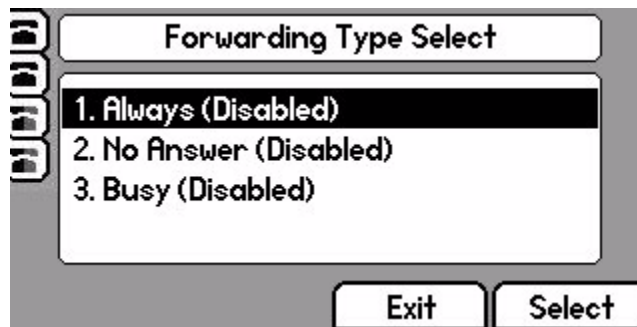 Forwarding Type Select
1. Always (Disabled)
2. No Answer (Disabled)
3. Busy (Disabled)
Exit Select